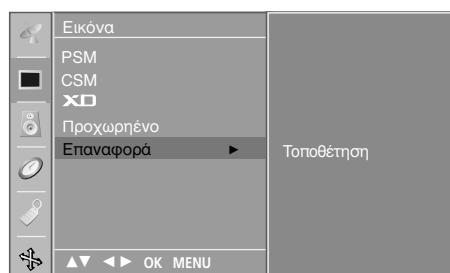 Εικόνα
PSM
CSM
XD
Προχωρηένο
Επαναφορά ►
Τοποθέτηση
▲▼ ◄► OK MENU